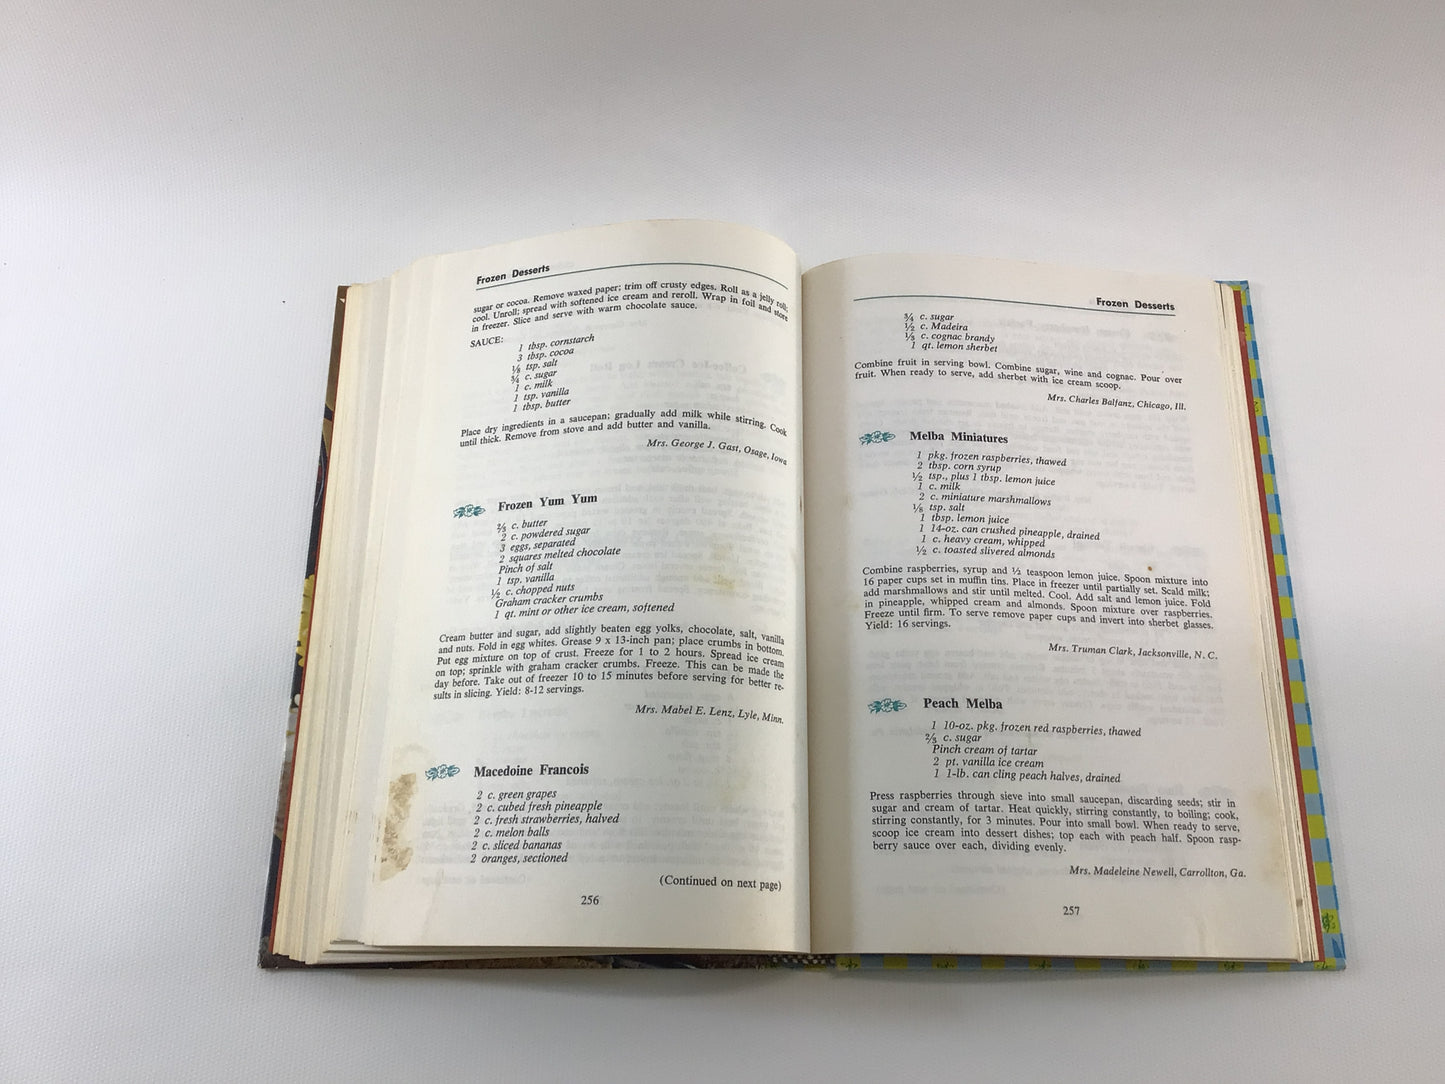 Frozen Desserts
sugar or cocoa. Remove waxed paper; trim off crusty edges. Roll as a jelly roll;
cool. Unroll; spread with softened ice cream and reroll. Wrap in foil and store
in freezer. Slice and serve with warm chocolate sauce.
SAUCE:
1 tbsp. cornstarch
3 tbsp. cocoa
⅛ tsp. salt
¾ c. sugar
1 c. milk
1 tsp. vanilla
1 tbsp. butter
Place dry ingredients in a saucepan; gradually add milk while stirring. Cook
until thick. Remove from stove and add butter and vanilla.
Mrs. George J. Gast, Osage, Iowa
Frozen Yum Yum
⅔ c. butter
2 c. powdered sugar
3 eggs, separated
2 squares melted chocolate
Pinch of salt
1 tsp. vanilla
½ c. chopped nuts
Graham cracker crumbs
1 qt. mint or other ice cream, softened
Cream butter and sugar, add slightly beaten egg yolks, chocolate, salt, vanilla
and nuts. Fold in egg whites. Grease 9 x 13-inch pan; place crumbs in bottom.
Put egg mixture on top of crust. Freeze for 1 to 2 hours. Spread ice cream
on top; sprinkle with graham cracker crumbs. Freeze. This can be made the
day before. Take out of freezer 10 to 15 minutes before serving for better re-
sults in slicing. Yield: 8-12 servings.
Mrs. Mabel E. Lenz, Lyle, Minn.
Macedoine Francois
2 c. green grapes
2 c. cubed fresh pineapple
2 c. fresh strawberries, halved
2 c. melon balls
2 c. sliced bananas
2 oranges, sectioned
(Continued on next page)
256
Frozen Desserts
¾ c. sugar
½ c. Madeira
⅓ c. cognac brandy
1 qt. lemon sherbet
Combine fruit in serving bowl. Combine sugar, wine and cognac. Pour over
fruit. When ready to serve, add sherbet with ice cream scoop.
Mrs. Charles Balfanz, Chicago, Ill.
Melba Miniatures
1 pkg. frozen raspberries, thawed
2 tbsp. corn syrup
½ tsp., plus 1 tbsp. lemon juice
1 c. milk
2 c. miniature marshmallows
⅛ tsp. salt
1 tbsp. lemon juice
1 14-oz. can crushed pineapple, drained
1 c. heavy cream, whipped
½ c. toasted slivered almonds
Combine raspberries, syrup and ½ teaspoon lemon juice. Spoon mixture into
16 paper cups set in muffin tins. Place in freezer until partially set. Scald milk;
add marshmallows and stir until melted. Cool. Add salt and lemon juice. Fold
in pineapple, whipped cream and almonds. Spoon mixture over raspberries.
Freeze until firm. To serve remove paper cups and invert into sherbet glasses.
Yield: 16 servings.
Mrs. Truman Clark, Jacksonville, N. C.
Peach Melba
1 10-oz. pkg. frozen red raspberries, thawed
⅔ c. sugar
Pinch cream of tartar
2 pt. vanilla ice cream
1 1-lb. can cling peach halves, drained
Press raspberries through sieve into small saucepan, discarding seeds; stir in
sugar and cream of tartar. Heat quickly, stirring constantly, to boiling; cook,
stirring constantly, for 3 minutes. Pour into small bowl. When ready to serve,
scoop ice cream into dessert dishes; top each with peach half. Spoon rasp-
berry sauce over each, dividing evenly.
Mrs. Madeleine Newell, Carrollton, Ga.
257